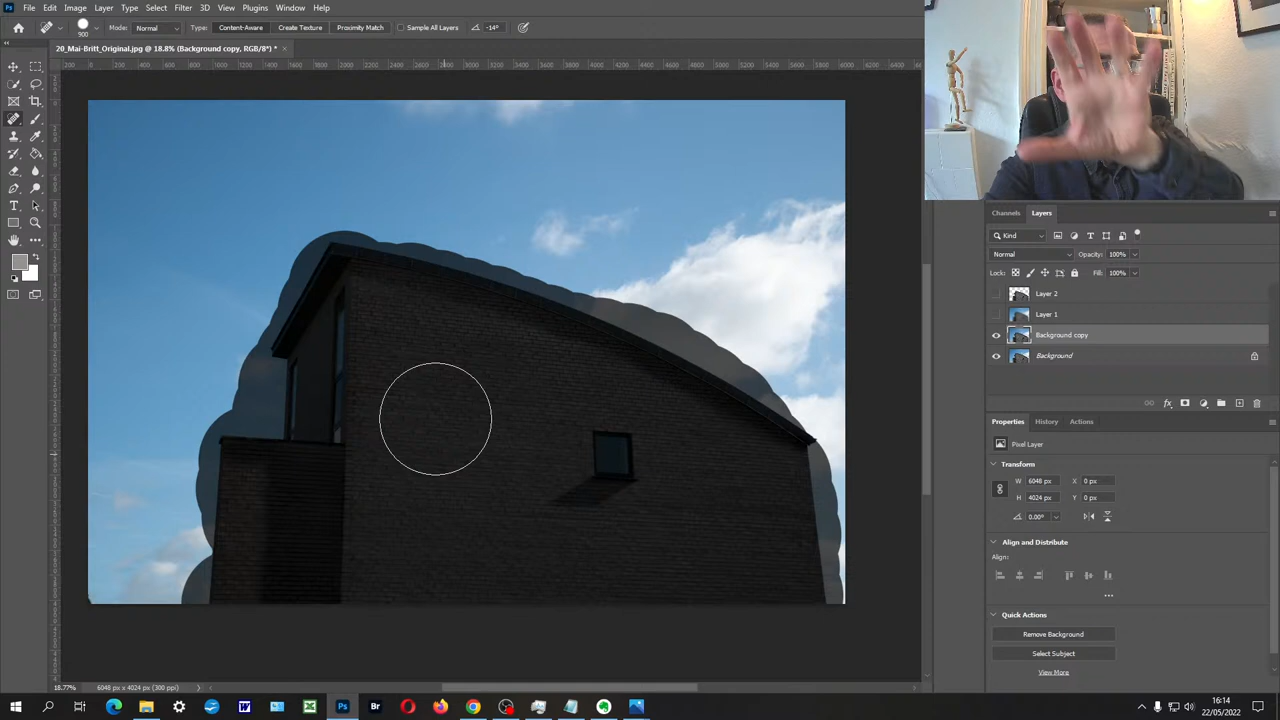 File Edit Image Layer Type Select Filter 3D View Plugins Window Help
900 Mode: Normal Type: Content-Aware Create Texture Proximity Match Sample All Layers -14°
20_Mai-Britt_Original.jpg @ 18.8% (Background copy, RGB/8*) *
Channels Layers
Kind
Normal Opacity: 100%
Lock: Fill: 100%
Layer 2
Layer 1
Background copy
Background
Properties History Actions
Pixel Layer
Transform
W 6048 px X 0 px
H 4024 px Y 0 px
0.00°
Align and Distribute
Align:
Quick Actions
Remove Background
Select Subject
View More
18.77% 6048 px x 4024 px (300 ppi)
16:14
22/05/2022